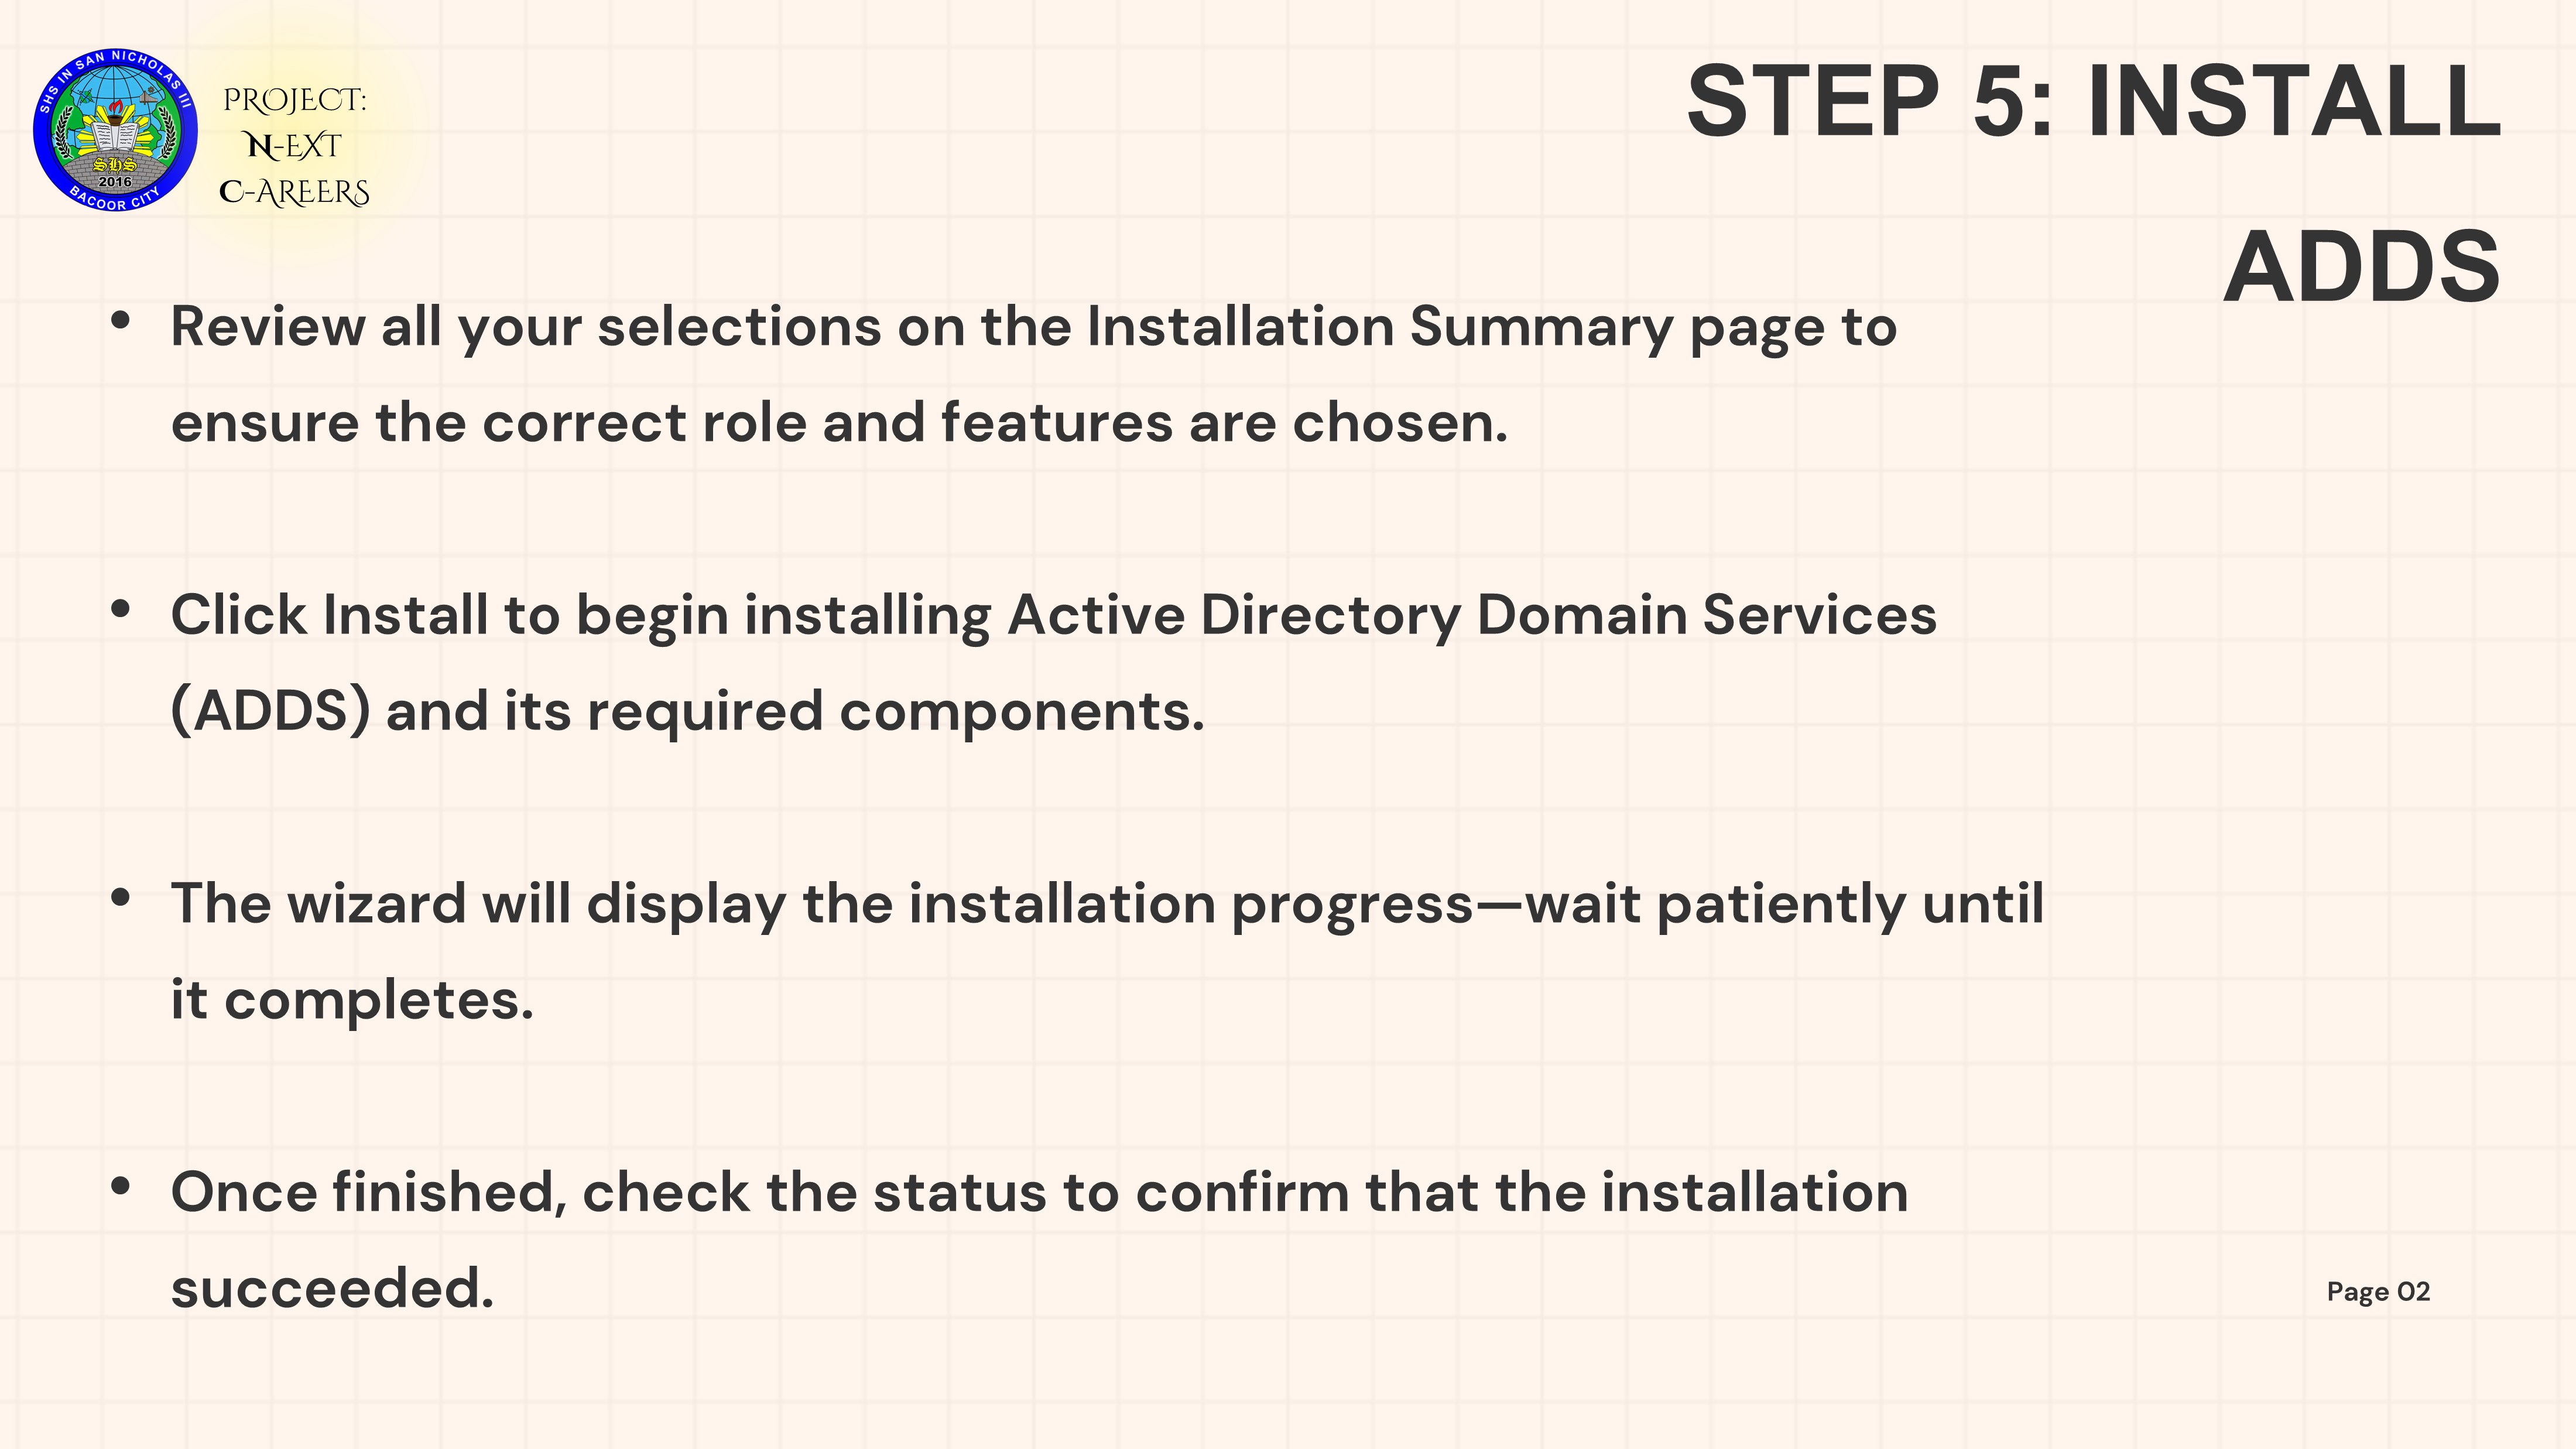 SHS IN SAN NICHOLAS III
SHS
2016
BACOOR CITY
PROJECT:
N-EXT
C-AREERS
STEP 5: INSTALL
ADDS
• Review all your selections on the Installation Summary page to
ensure the correct role and features are chosen.
• Click Install to begin installing Active Directory Domain Services
(ADDS) and its required components.
• The wizard will display the installation progress—wait patiently until
it completes.
• Once finished, check the status to confirm that the installation
succeeded.
Page 02